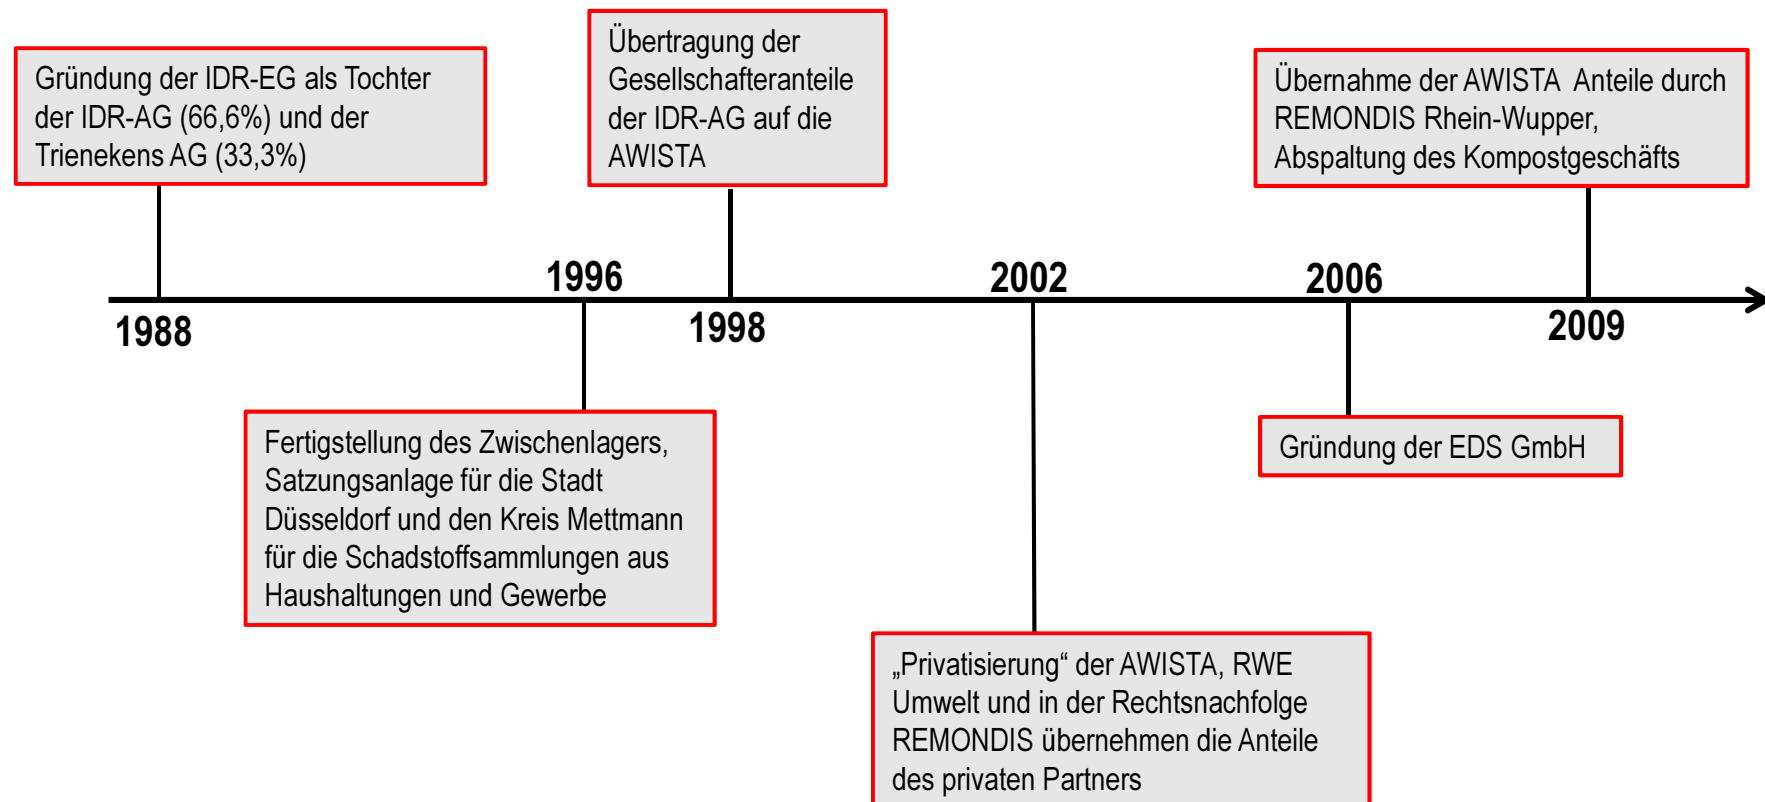 Gründung der IDR-EG als Tochter
der IDR-AG (66,6%) und der
Trienekens AG (33,3%)
Übertragung der
Gesellschafteranteile
der IDR-AG auf die
AWISTA
Übernahme der AWISTA  Anteile durch
REMONDIS Rhein-Wupper,
Abspaltung des Kompostgeschäfts
1988
1996
1998
2002
2006
2009
Fertigstellung des Zwischenlagers,
Satzungsanlage für die Stadt
Düsseldorf und den Kreis Mettmann
für die Schadstoffsammlungen aus
Haushaltungen und Gewerbe
„Privatisierung“ der AWISTA, RWE
Umwelt und in der Rechtsnachfolge
REMONDIS übernehmen die Anteile
des privaten Partners
Gründung der EDS GmbH